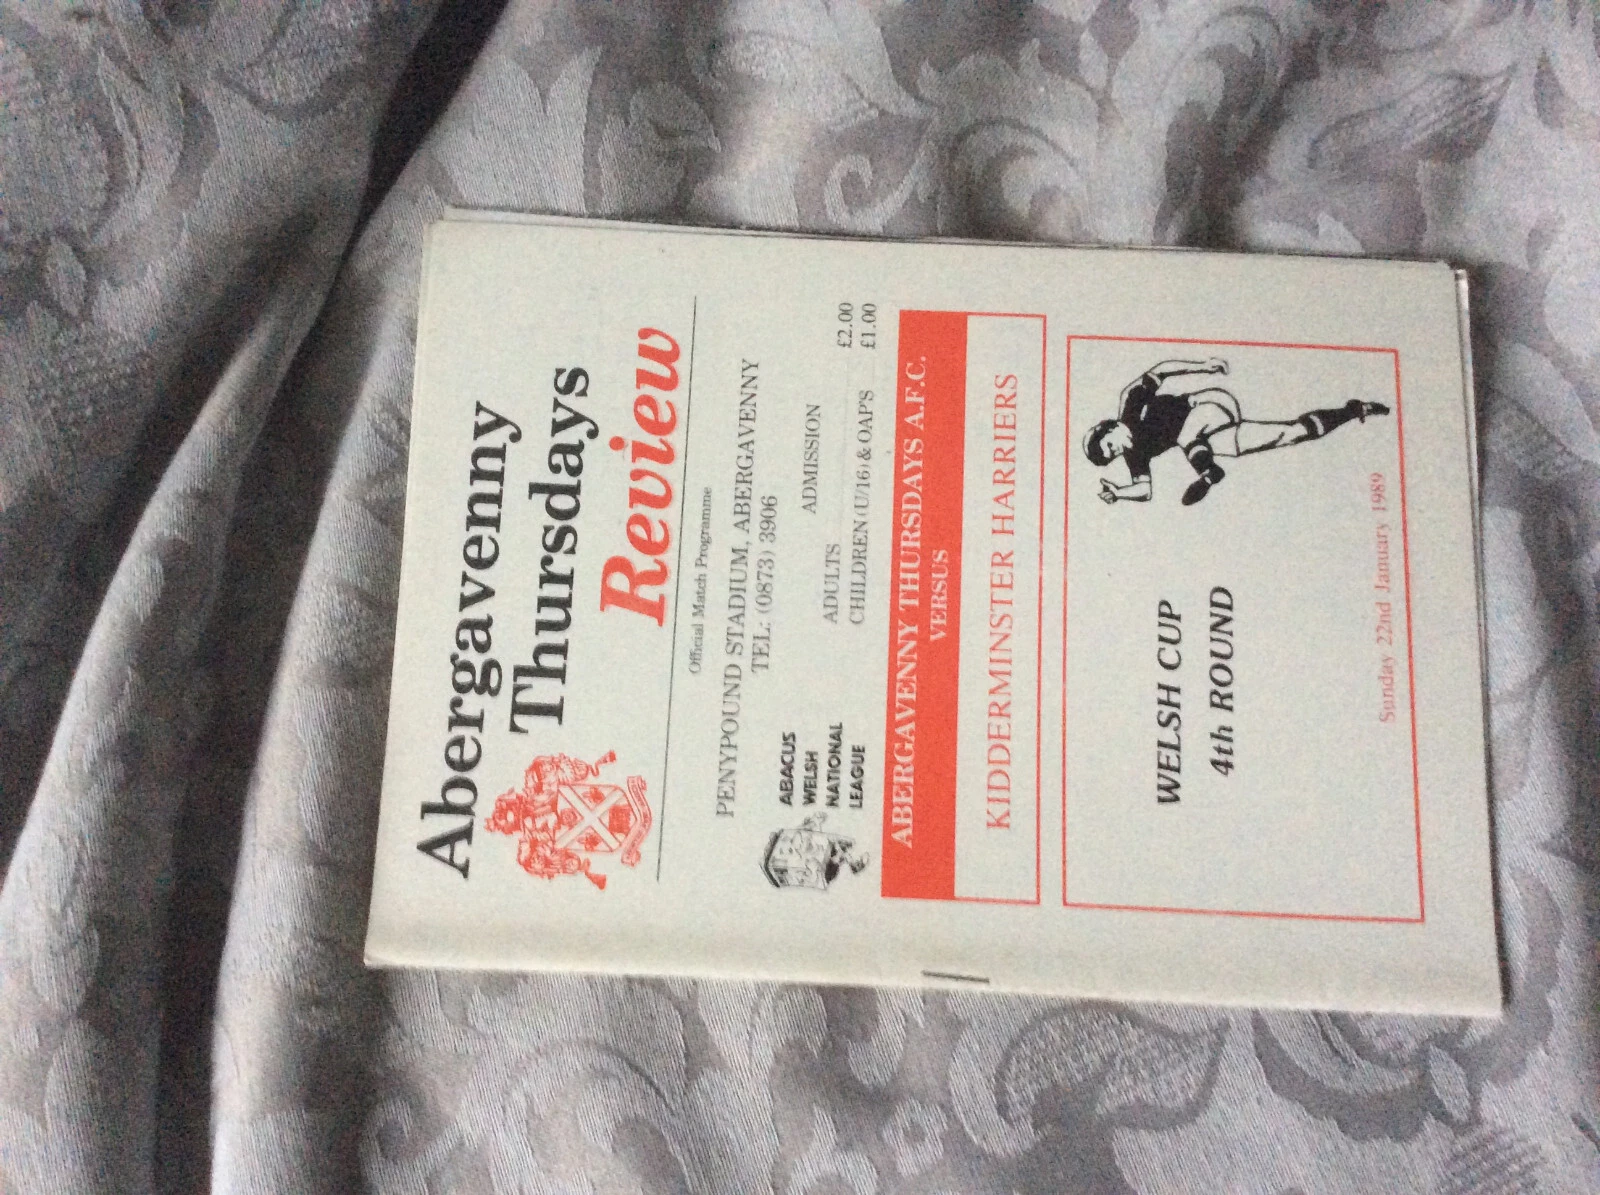 Abergavenny
Thursdays
Review
Official Match Programme
PENYPOUND STADIUM, ABERGAVENNY
TEL: (0873) 3906
ABACUS
WELSH
NATIONAL
LEAGUE
ADMISSION
ADULTS £2.00
CHILDREN (U/16) & OAP'S £1.00
ABERGAVENNY THURSDAYS A.F.C.
VERSUS
KIDDERMINSTER HARRIERS
WELSH CUP
4th ROUND
Sunday 22nd January 1989